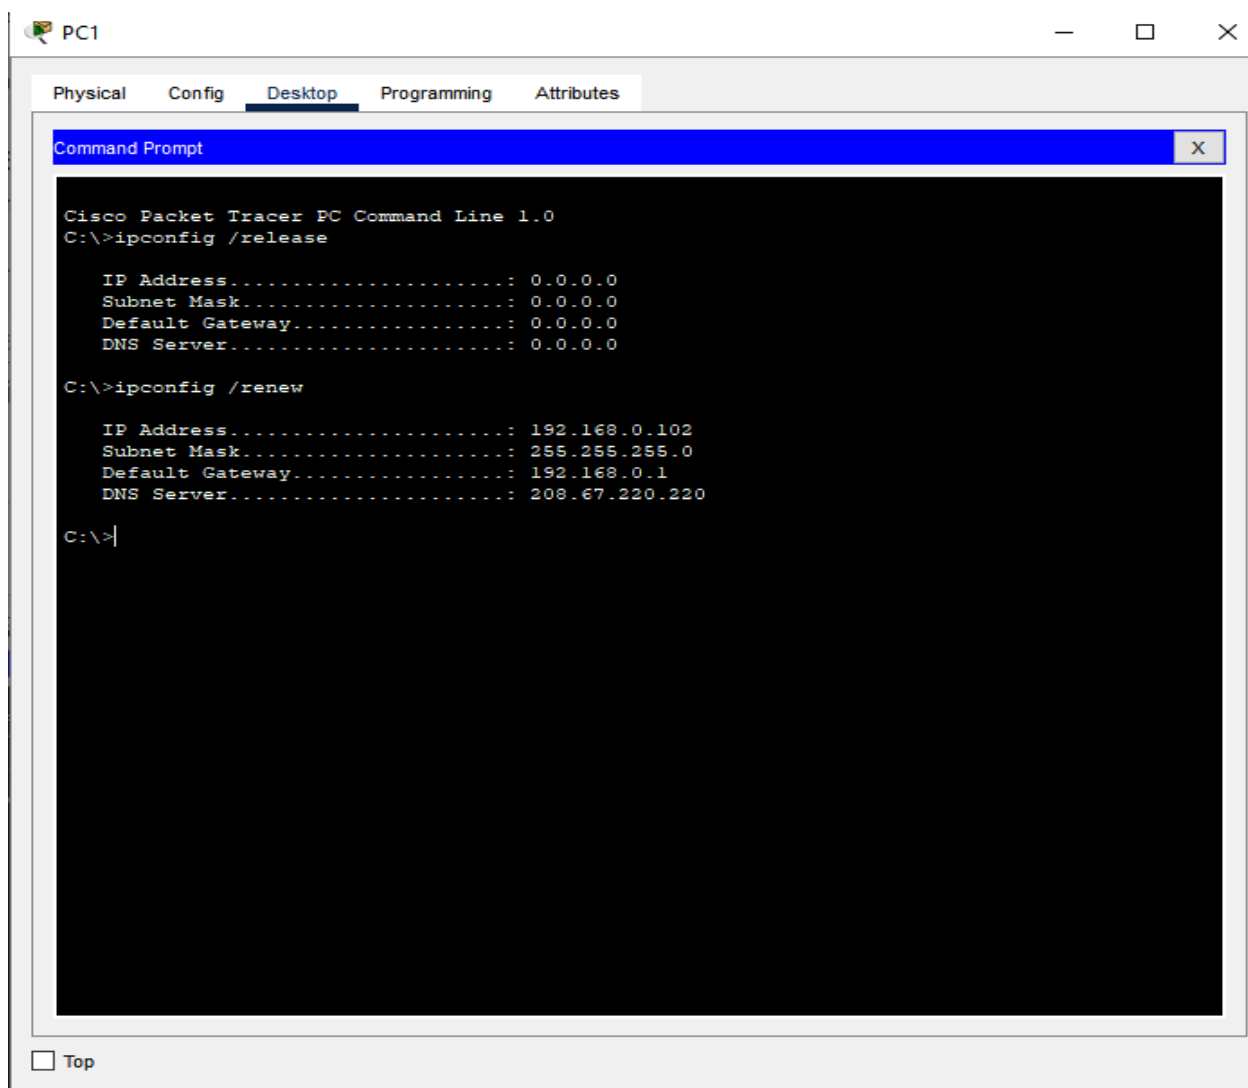 PC1
Physical Config Desktop Programming Attributes
Command Prompt X
Cisco Packet Tracer PC Command Line 1.0
C:\>ipconfig /release
IP Address......................: 0.0.0.0
Subnet Mask.....................: 0.0.0.0
Default Gateway.................: 0.0.0.0
DNS Server......................: 0.0.0.0
C:\>ipconfig /renew
IP Address......................: 192.168.0.102
Subnet Mask.....................: 255.255.255.0
Default Gateway.................: 192.168.0.1
DNS Server......................: 208.67.220.220
C:\>
Top